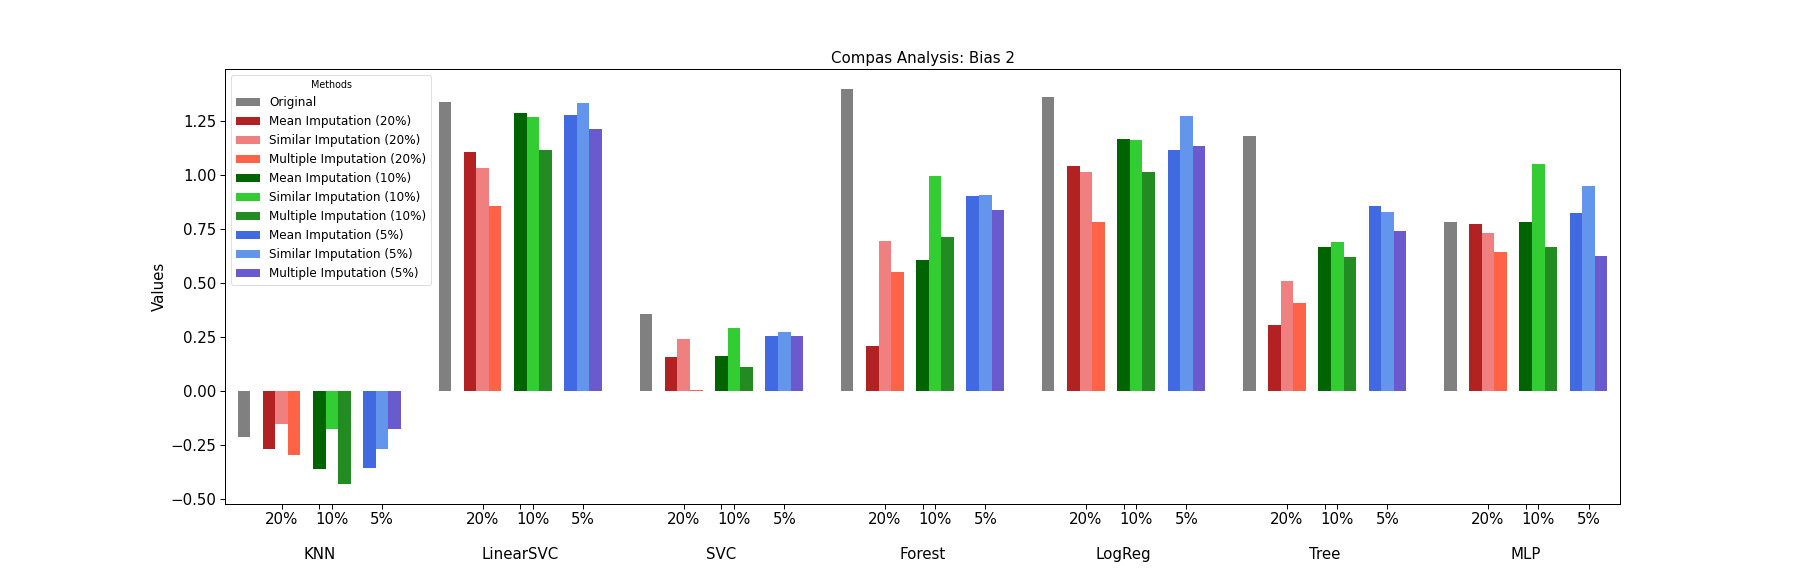 Compas Analysis: Bias 2
Methods
Original
Mean Imputation (20%)
Similar Imputation (20%)
Multiple Imputation (20%)
Mean Imputation (10%)
Similar Imputation (10%)
Multiple Imputation (10%)
Mean Imputation (5%)
Similar Imputation (5%)
Multiple Imputation (5%)
Values
1.25
1.00
0.75
0.50
0.25
0.00
−0.25
−0.50
20% 10% 5% 20% 10% 5% 20% 10% 5% 20% 10% 5% 20% 10% 5% 20% 10% 5% 20% 10% 5%
KNN LinearSVC SVC Forest LogReg Tree MLP